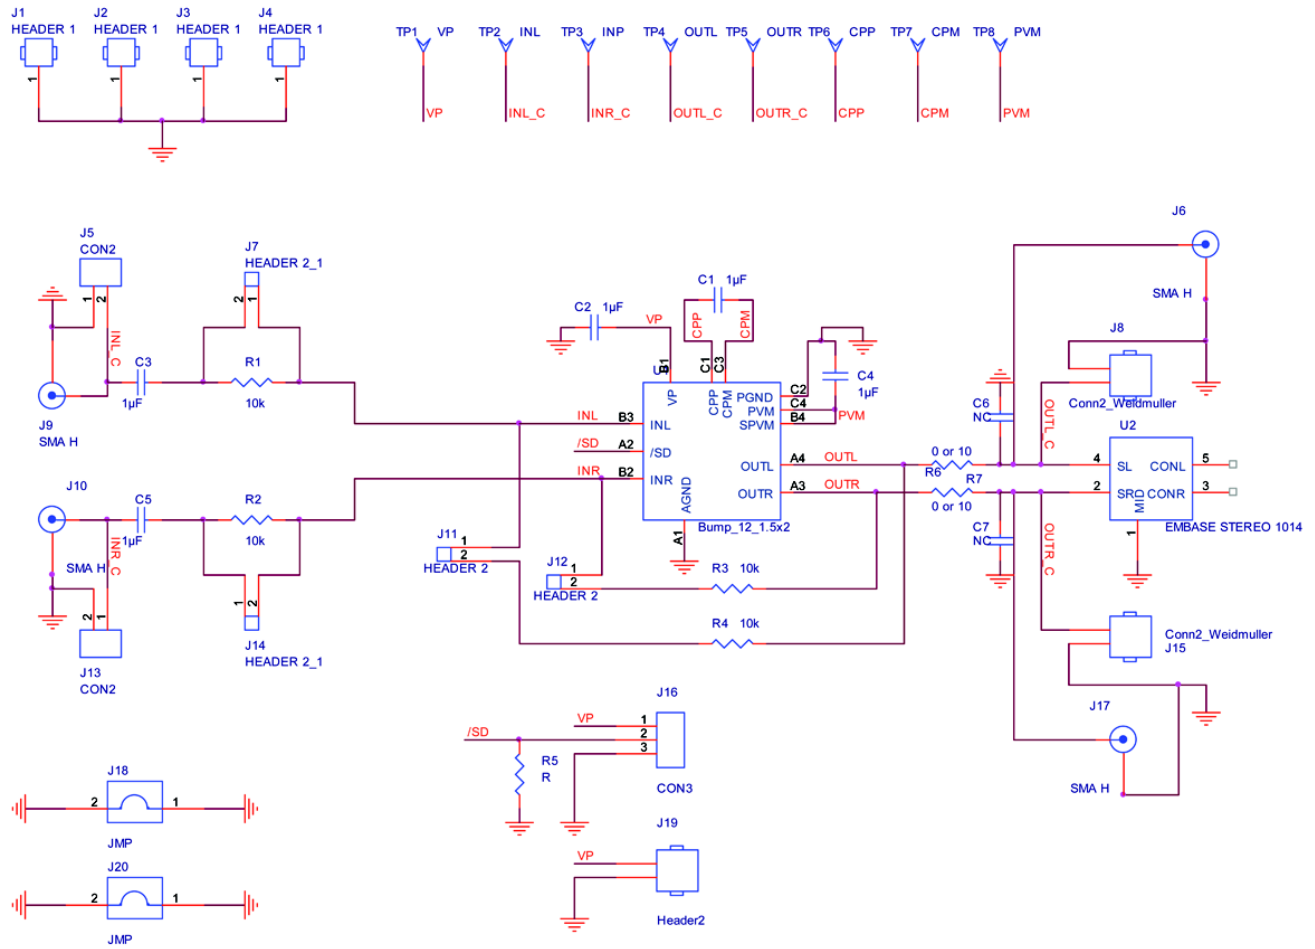 J1
HEADER 1
1
J2
HEADER 1
1
J3
HEADER 1
1
J4
HEADER 1
1
TP1 VP
VP
TP2 INL
INL_C
TP3 INP
INR_C
TP4 OUTL
OUTL_C
TP5 OUTR
OUTR_C
TP6 CPP
CPP
TP7 CPM
CPM
TP8 PVM
PVM
J5
CON2
1
2
INL_C
J9
SMA H
C3
1µF
J7
HEADER 2_1
2
1
R1
10k
J10
SMA H
C5
1µF
INR_C
R2
10k
2
1
J13
CON2
1
2
J14
HEADER 2_1
C2 1µF
VP
C1 1µF
CPP
CPM
B1
C1
C3
VP
CPP
CPM
PGND
C2
PVM
C4
SPVM
B4
PVM
C4
1µF
INL
B3
INL
/SD
A2
/SD
INR
B2
INR
OUTL
A4
OUTL
OUTR
A3
OUTR
AGND
A1
Bump_12_1.5x2
J11
1
2
HEADER 2
J12
1
2
HEADER 2
R3 10k
R4 10k
0 or 10
R6
R7
0 or 10
C6
NC
C7
NC
OUTL_C
OUTR_C
J6
SMA H
J8
Conn2_Weidmuller
U2
4
SL
CONL
5
2
SRD
CONR
3
MID
1
EMBASE STEREO 1014
Conn2_Weidmuller
J15
J17
SMA H
J16
VP
1
/SD
2
3
CON3
R5
R
J19
VP
Header2
J18
2
1
JMP
J20
2
1
JMP